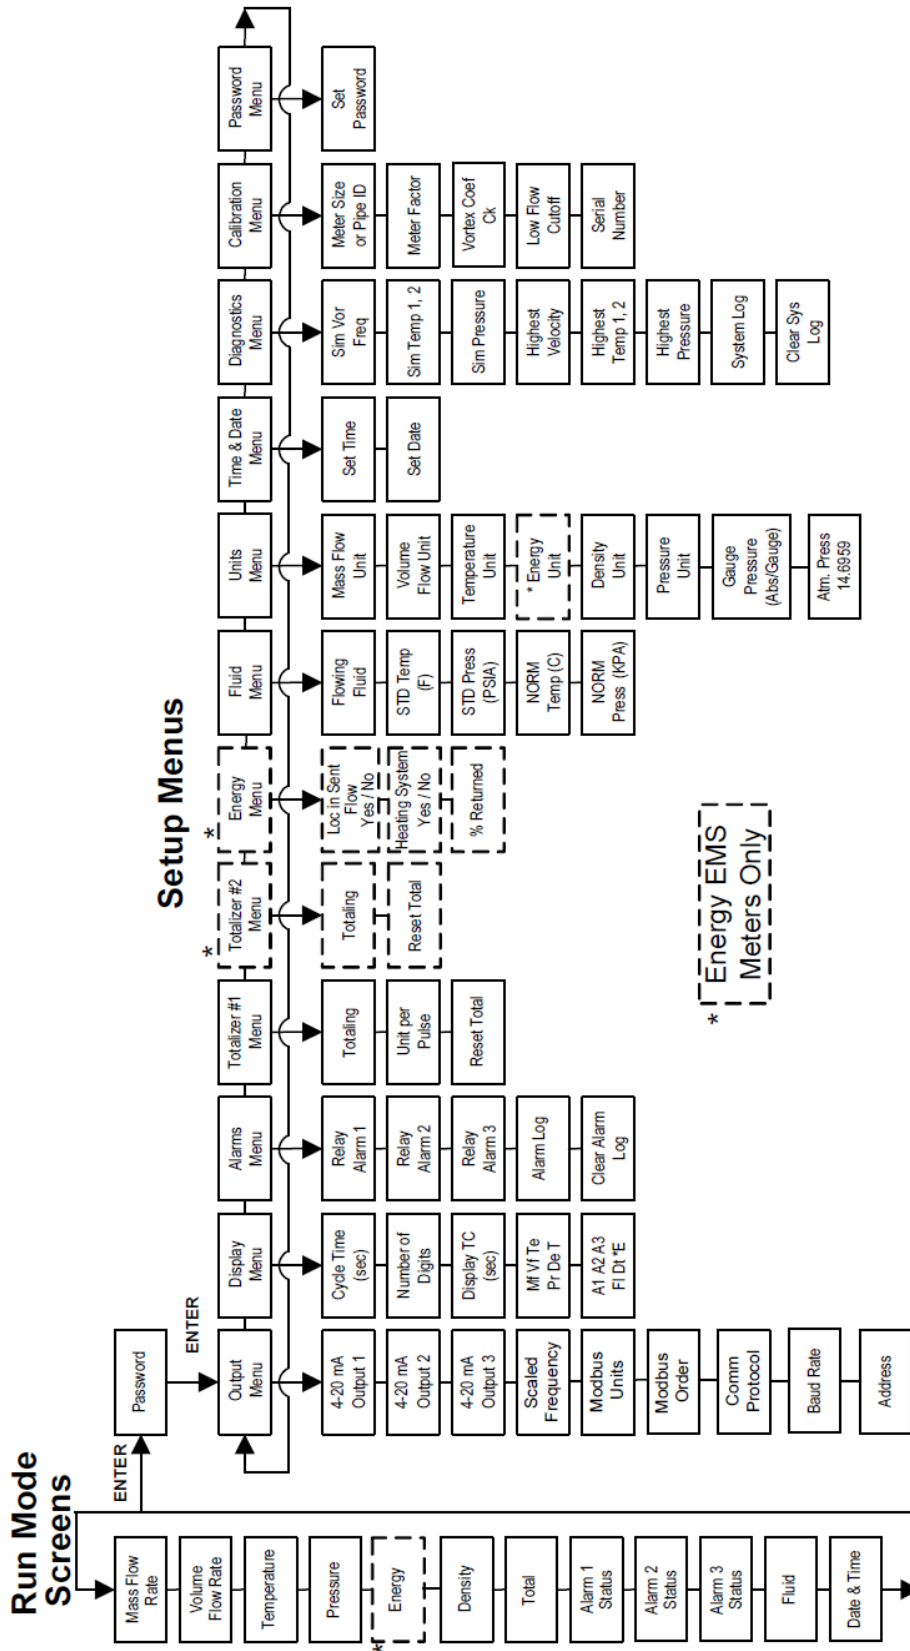 Run Mode
Screens
Mass Flow
Rate
Volume
Flow Rate
Temperature
Pressure
*
Energy
Density
Total
Alarm 1
Status
Alarm 2
Status
Alarm 3
Status
Fluid
Date & Time
ENTER
Password
ENTER
Setup Menus
Output
Menu
4-20 mA
Output 1
4-20 mA
Output 2
4-20 mA
Output 3
Scaled
Frequency
Modbus
Units
Modbus
Order
Comm
Protocol
Baud Rate
Address
Display
Menu
Cycle Time
(sec)
Number of
Digits
Display TC
(sec)
Mf Vf Te
Pr De T
A1 A2 A3
Fl Dt *E
Alarms
Menu
Relay
Alarm 1
Relay
Alarm 2
Relay
Alarm 3
Alarm Log
Clear Alarm
Log
Totalizer #1
Menu
Totaling
Unit per
Pulse
Reset Total
*
Totalizer #2
Menu
Totaling
Reset Total
*
Energy
Menu
Loc in Sent
Flow
Yes / No
Heating System
Yes / No
% Returned
Fluid
Menu
Flowing
Fluid
STD Temp
(F)
STD Press
(PSIA)
NORM
Temp (C)
NORM
Press (KPA)
Units
Menu
Mass Flow
Unit
Volume
Flow Unit
Temperature
Unit
* Energy
Unit
Density
Unit
Pressure
Unit
Gauge
Pressure
(Abs/Gauge)
Atm. Press
14.6959
Time & Date
Menu
Set Time
Set Date
Diagnostics
Menu
Sim Vor
Freq
Sim Temp 1, 2
Sim Pressure
Highest
Velocity
Highest
Temp 1, 2
Highest
Pressure
System Log
Clear Sys
Log
Calibration
Menu
Meter Size
or Pipe ID
Meter Factor
Vortex Coef
Ck
Low Flow
Cutoff
Serial
Number
Password
Menu
Set
Password
* Energy EMS
Meters Only